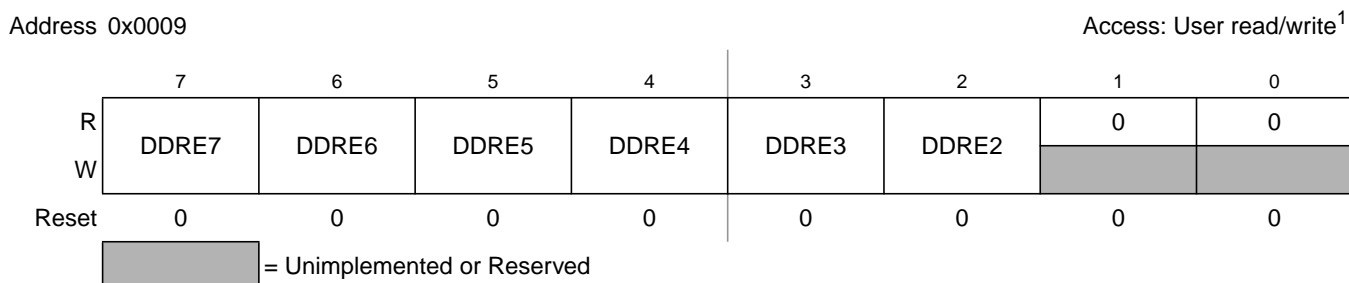 Address 0x0009 Access: User read/write1
7 6 5 4 3 2 1 0
R 0 0
DDRE7 DDRE6 DDRE5 DDRE4 DDRE3 DDRE2
W
Reset 0 0 0 0 0 0 0 0
= Unimplemented or Reserved